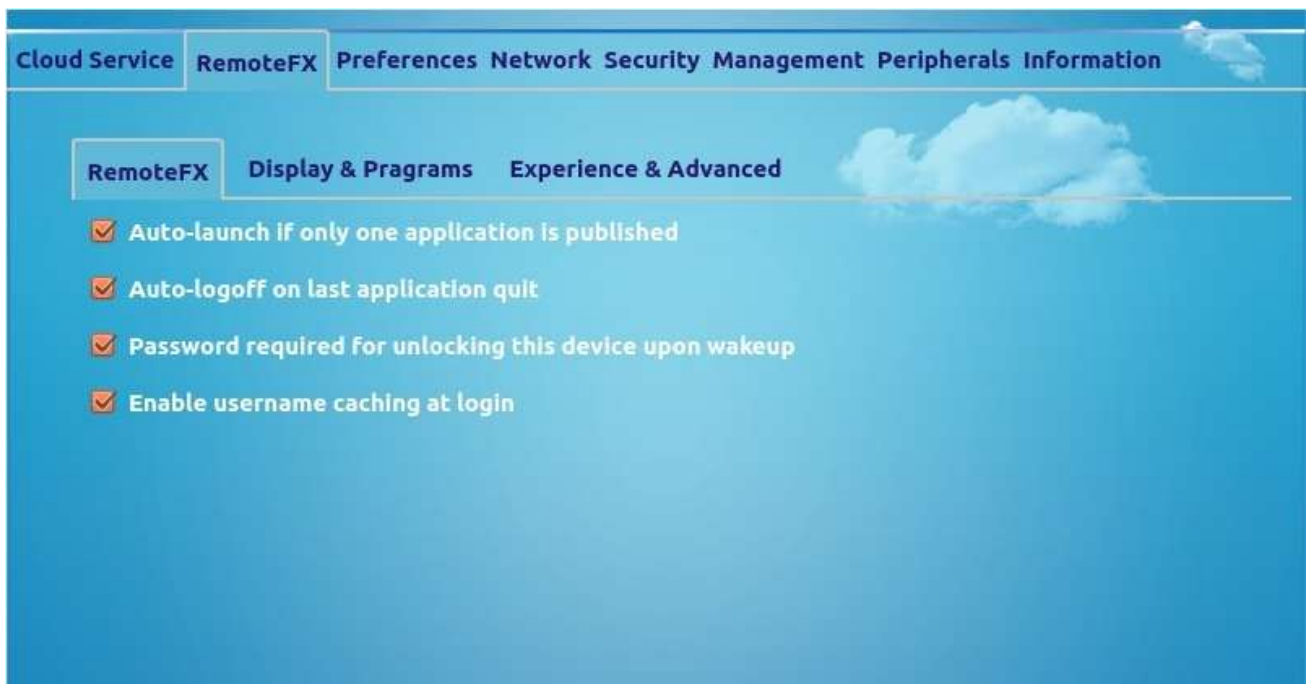 Cloud Service RemoteFX Preferences Network Security Management Peripherals Information
RemoteFX Display & Pragrams Experience & Advanced
Auto-launch if only one application is published
Auto-logoff on last application quit
Password required for unlocking this device upon wakeup
Enable username caching at login